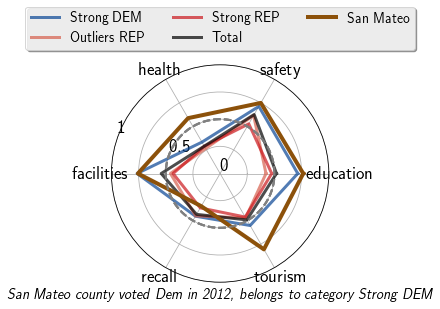 Strong DEM Strong REP San Mateo
Outliers REP Total
health safety
1
0.5
0
facilities education
recall tourism
San Mateo county voted Dem in 2012, belongs to category Strong DEM